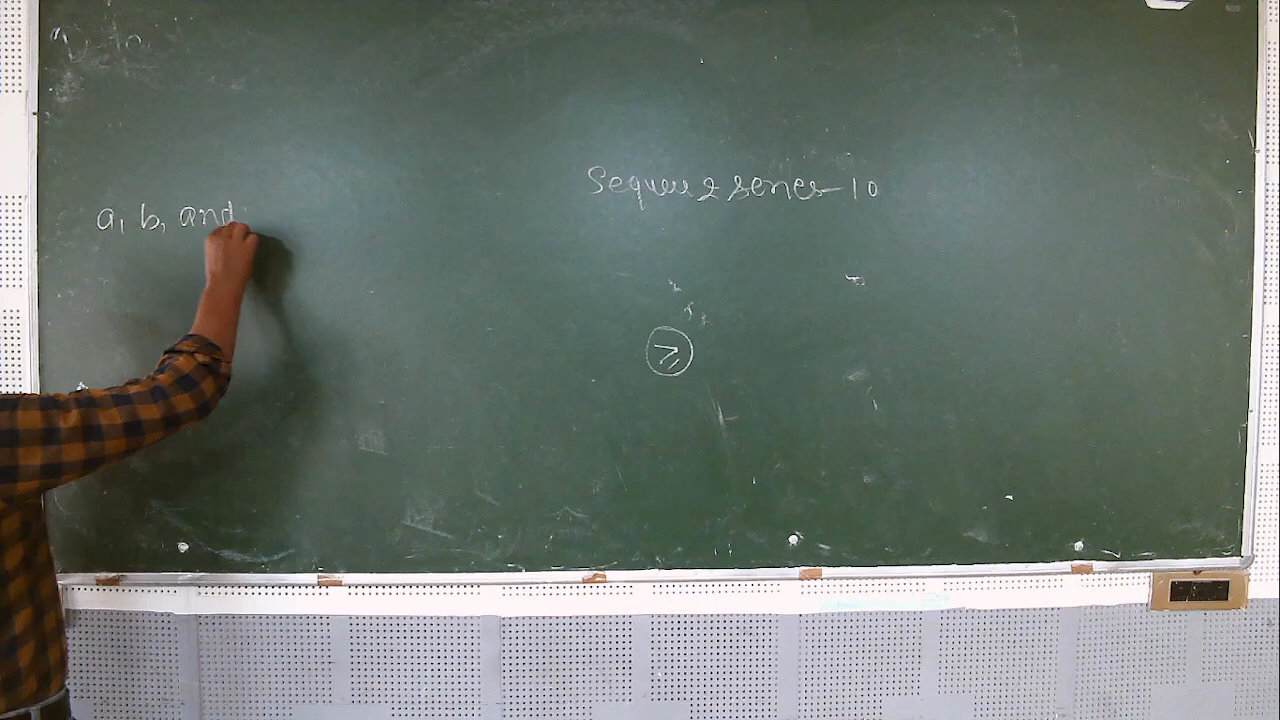 Sequence & Series - 10
a, b, and
≥